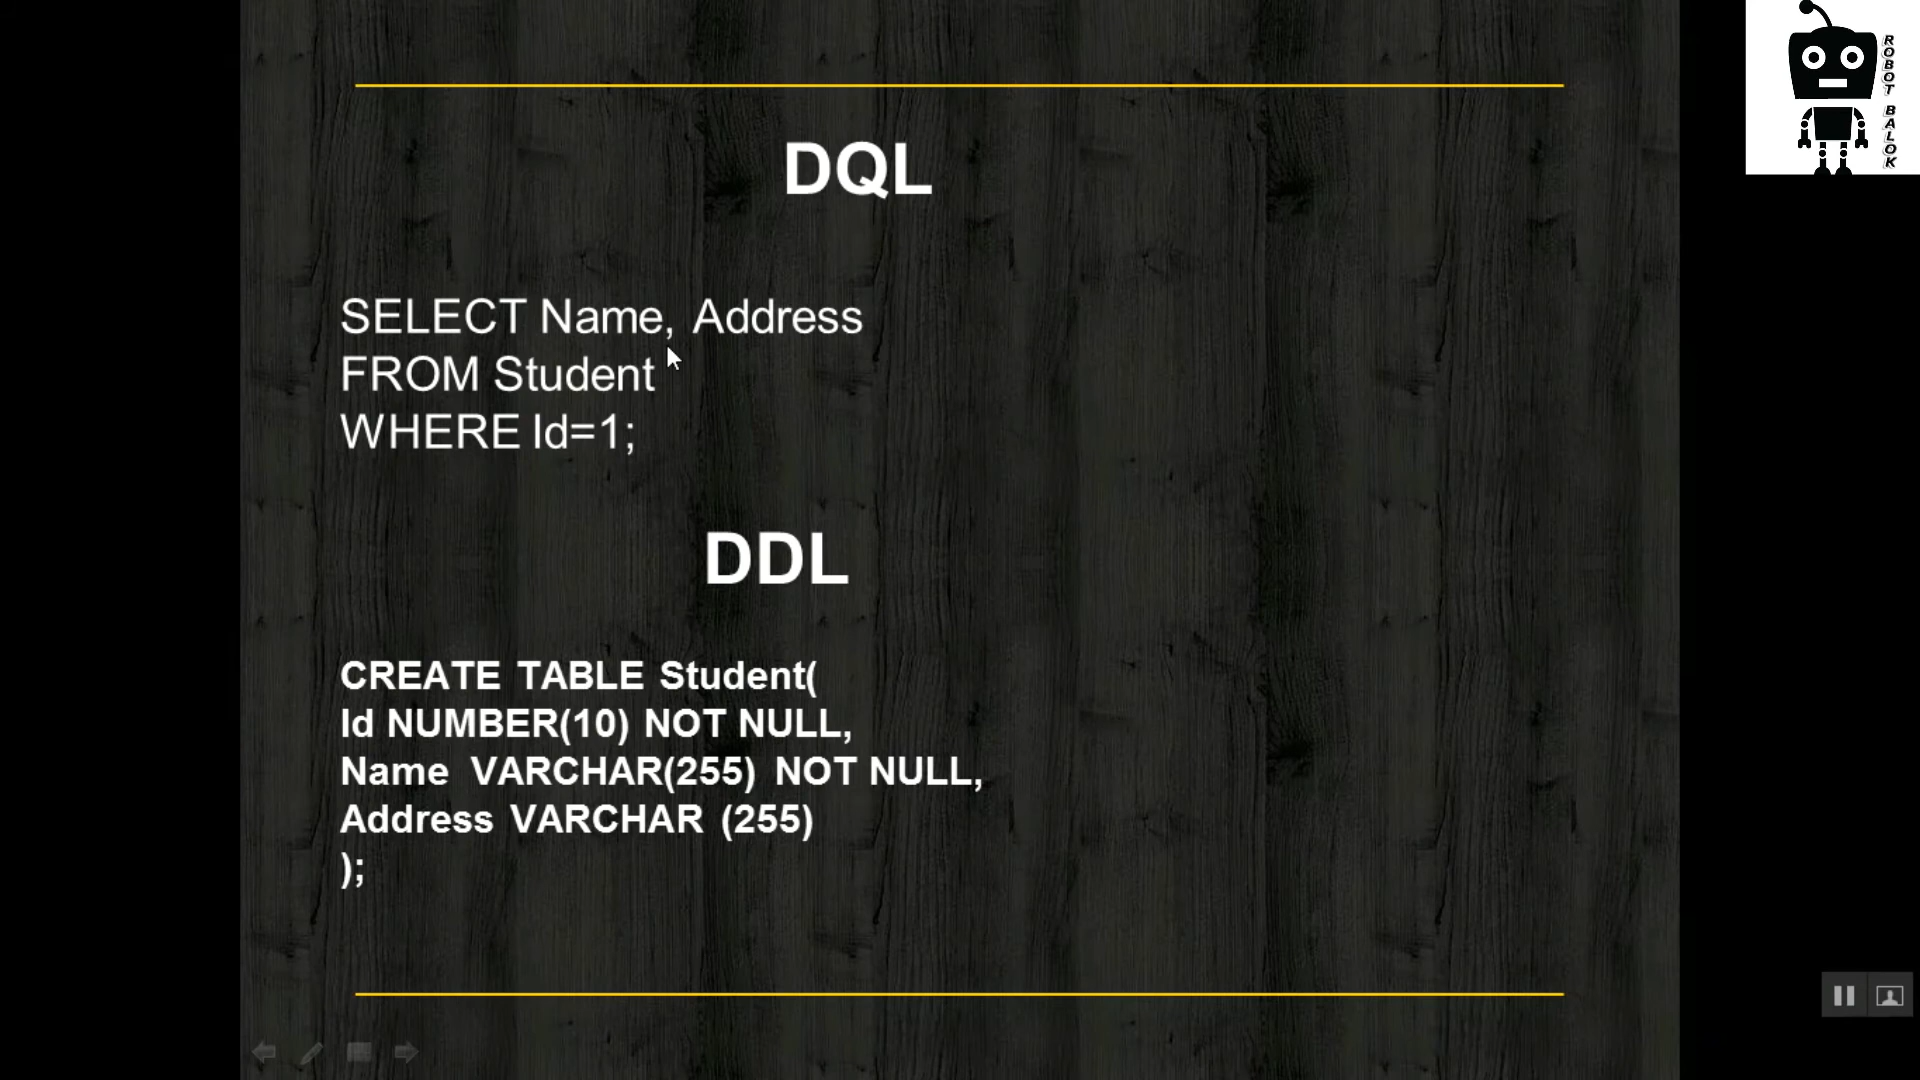 DQL
SELECT Name, Address
FROM Student
WHERE Id=1;
DDL
CREATE TABLE Student(
Id NUMBER(10) NOT NULL,
Name VARCHAR(255) NOT NULL,
Address VARCHAR (255)
);
ROBOT BALOK